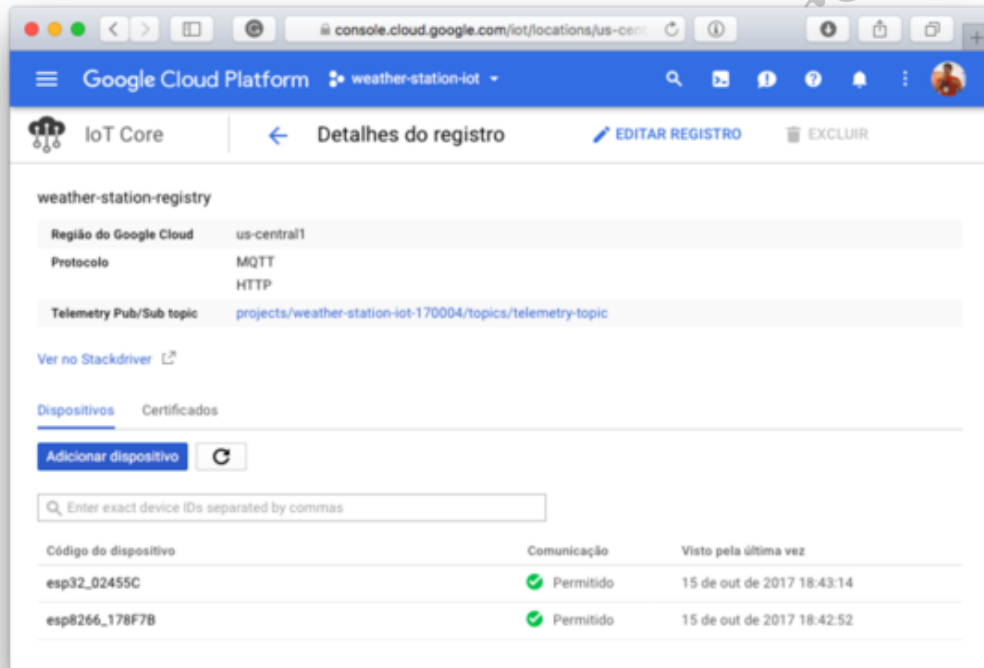 console.cloud.google.com/iot/locations/us-cent
Google Cloud Platform weather-station-iot
IoT Core Detalhes do registro EDITAR REGISTRO EXCLUIR
weather-station-registry
Região do Google Cloud us-central1
Protocolo MQTT
HTTP
Telemetry Pub/Sub topic projects/weather-station-iot-170004/topics/telemetry-topic
Ver no Stackdriver
Dispositivos Certificados
Adicionar dispositivo
Enter exact device IDs separated by commas
Código do dispositivo Comunicação Visto pela última vez
esp32_02455C Permitido 15 de out de 2017 18:43:14
esp8266_178F7B Permitido 15 de out de 2017 18:42:52